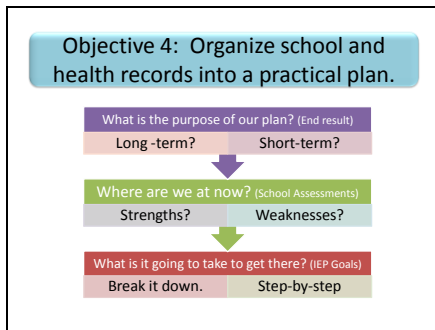 Objective 4:  Organize school and
health records into a practical plan.
What is the purpose of our plan? (End result)
Long -term? Short-term?
Where are we at now? (School Assessments)
Strengths? Weaknesses?
What is it going to take to get there? (IEP Goals)
Break it down. Step-by-step